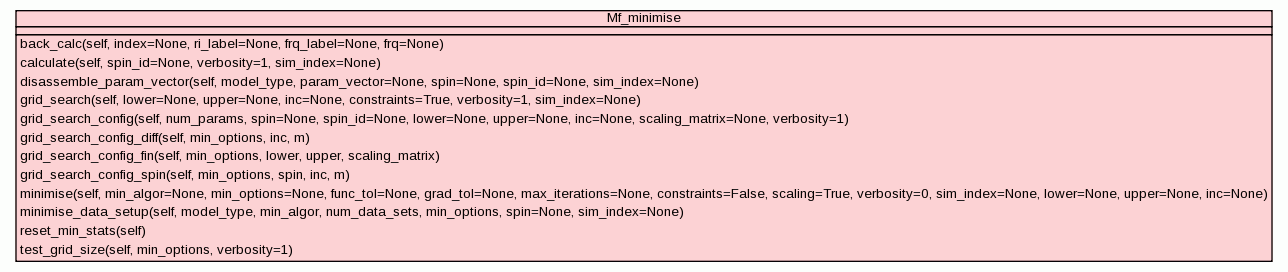 Mf_minimise
back_calc(self, index=None, ri_label=None, frq_label=None, frq=None)
calculate(self, spin_id=None, verbosity=1, sim_index=None)
disassemble_param_vector(self, model_type, param_vector=None, spin=None, spin_id=None, sim_index=None)
grid_search(self, lower=None, upper=None, inc=None, constraints=True, verbosity=1, sim_index=None)
grid_search_config(self, num_params, spin=None, spin_id=None, lower=None, upper=None, inc=None, scaling_matrix=None, verbosity=1)
grid_search_config_diff(self, min_options, inc, m)
grid_search_config_fin(self, min_options, lower, upper, scaling_matrix)
grid_search_config_spin(self, min_options, spin, inc, m)
minimise(self, min_algor=None, min_options=None, func_tol=None, grad_tol=None, max_iterations=None, constraints=False, scaling=True, verbosity=0, sim_index=None, lower=None, upper=None, inc=None)
minimise_data_setup(self, model_type, min_algor, num_data_sets, min_options, spin=None, sim_index=None)
reset_min_stats(self)
test_grid_size(self, min_options, verbosity=1)